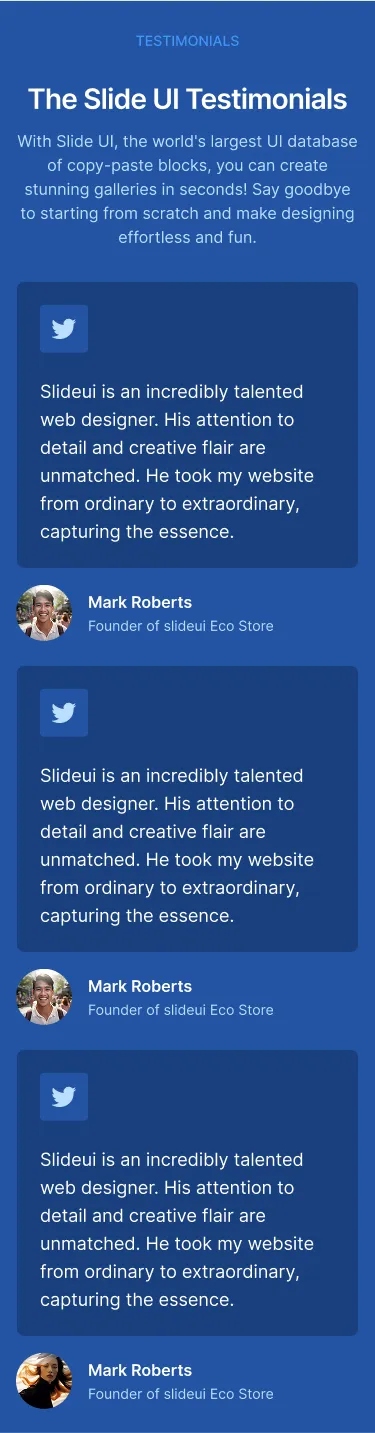 TESTIMONIALS
The Slide UI Testimonials
With Slide UI, the world's largest UI database
of copy-paste blocks, you can create
stunning galleries in seconds! Say goodbye
to starting from scratch and make designing
effortless and fun.
Slideui is an incredibly talented
web designer. His attention to
detail and creative flair are
unmatched. He took my website
from ordinary to extraordinary,
capturing the essence.
Mark Roberts
Founder of slideui Eco Store
Slideui is an incredibly talented
web designer. His attention to
detail and creative flair are
unmatched. He took my website
from ordinary to extraordinary,
capturing the essence.
Mark Roberts
Founder of slideui Eco Store
Slideui is an incredibly talented
web designer. His attention to
detail and creative flair are
unmatched. He took my website
from ordinary to extraordinary,
capturing the essence.
Mark Roberts
Founder of slideui Eco Store